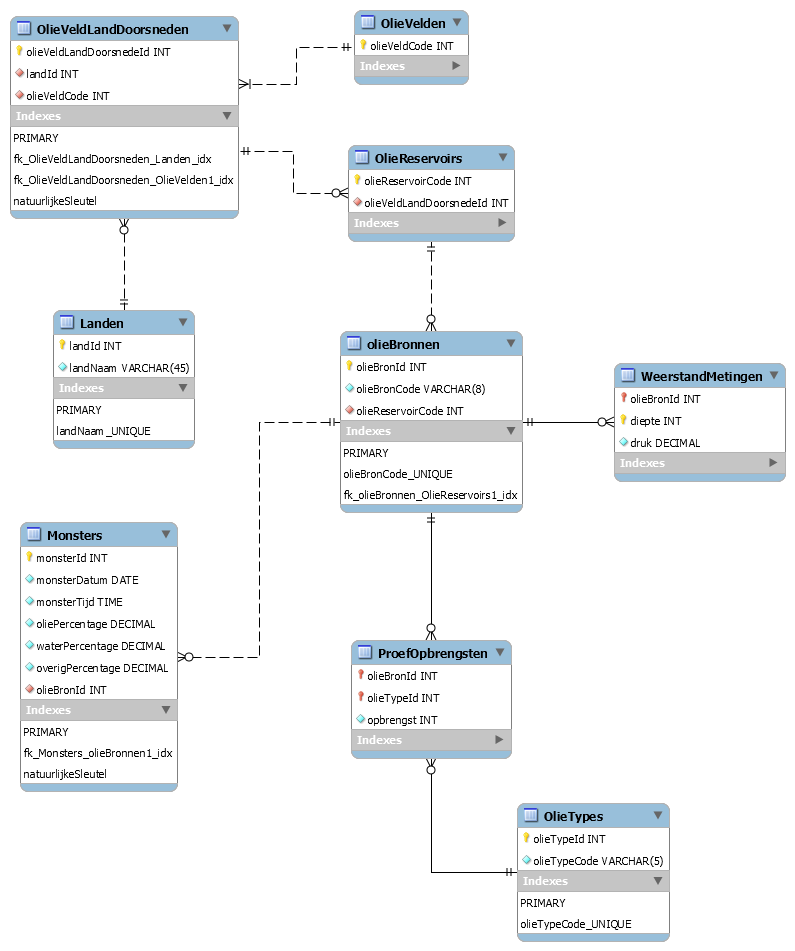 OlieVeldLandDoorsneden
olieVeldLandDoorsnedeId INT
landId INT
olieVeldCode INT
Indexes
PRIMARY
fk_OlieVeldLandDoorsneden_Landen_idx
fk_OlieVeldLandDoorsneden_OlieVelden1_idx
natuurlijkeSleutel
OlieVelden
olieVeldCode INT
Indexes
OlieReservoirs
olieReservoirCode INT
olieVeldLandDoorsnedeId INT
Indexes
Landen
landId INT
landNaam VARCHAR(45)
Indexes
PRIMARY
landNaam_UNIQUE
olieBronnen
olieBronId INT
olieBronCode VARCHAR(8)
olieReservoirCode INT
Indexes
PRIMARY
olieBronCode_UNIQUE
fk_olieBronnen_OlieReservoirs1_idx
WeerstandMetingen
olieBronId INT
diepte INT
druk DECIMAL
Indexes
Monsters
monsterId INT
monsterDatum DATE
monsterTijd TIME
oliePercentage DECIMAL
waterPercentage DECIMAL
overigPercentage DECIMAL
olieBronId INT
Indexes
PRIMARY
fk_Monsters_olieBronnen1_idx
natuurlijkeSleutel
ProefOpbrengsten
olieBronId INT
olieTypeId INT
opbrengst INT
Indexes
OlieTypes
olieTypeId INT
olieTypeCode VARCHAR(5)
Indexes
PRIMARY
olieTypeCode_UNIQUE